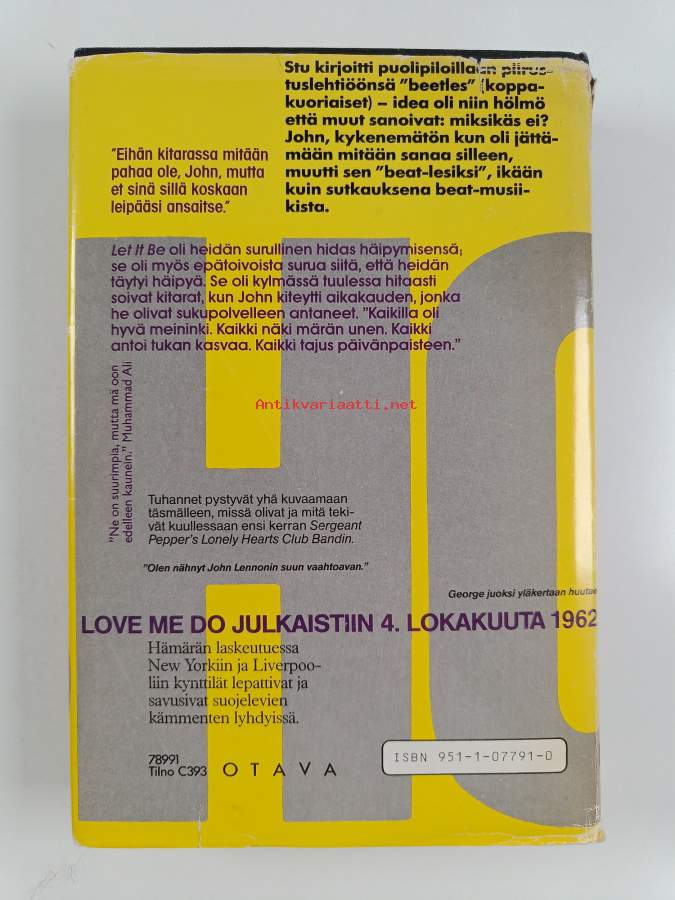 Stu kirjoitti puolipiloillaan piirus-
tuslehtiöönsä "beetles" (koppa-
kuoriaiset) – idea oli niin hölmö
että muut sanoivat: miksikäs ei?
John, kykenemätön kun oli jättä-
mään mitään sanaa silleen,
muutti sen "beat-lesiksi", ikään
kuin sutkauksena beat-musii-
kista.
"Eihän kitarassa mitään
pahaa ole, John, mutta
et sinä sillä koskaan
leipääsi ansaitse."
Let It Be oli heidän surullinen hidas häipymisensä;
se oli myös epätoivoista surua siitä, että heidän
täytyi häipyä. Se oli kylmässä tuulessa hitaasti
soivat kitarat, kun John kiteytti aikakauden, jonka
he olivat sukupolvelleen antaneet. "Kaikilla oli
hyvä meininki. Kaikki näki märän unen. Kaikki
antoi tukan kasvaa. Kaikki tajus päivänpaisteen."
"Ne on suurimpia, mutta mä oon
edelleen kaunein." Muhammad Ali
Antikvariaatti.net
Tuhannet pystyvät yhä kuvaamaan
täsmälleen, missä olivat ja mitä teki-
vät kuullessaan ensi kerran Sergeant
Pepper's Lonely Hearts Club Bandin.
"Olen nähnyt John Lennonin suun vaahtoavan."
George juoksi yläkertaan huutae
LOVE ME DO JULKAISTIIN 4. LOKAKUUTA 1962
Hämärän laskeutuessa
New Yorkiin ja Liverpoo-
liin kynttilät lepattivat ja
savusivat suojelevien
kämmenten lyhdyissä.
78991
Tilno C393 OTAVA
ISBN 951-1-07791-0
HO